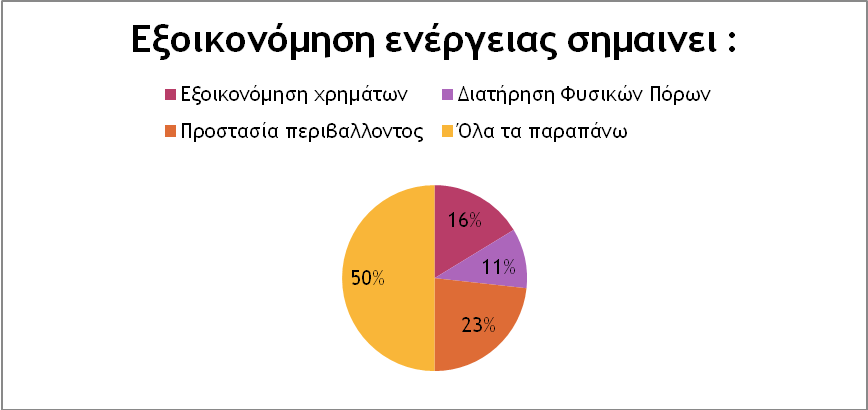 Εξοικονόμηση ενέργειας σημαινει :
Εξοικονόμηση χρημάτων Διατήρηση Φυσικών Πόρων
Προστασία περιβαλλοντος Όλα τα παραπάνω
16%
11%
50%
23%